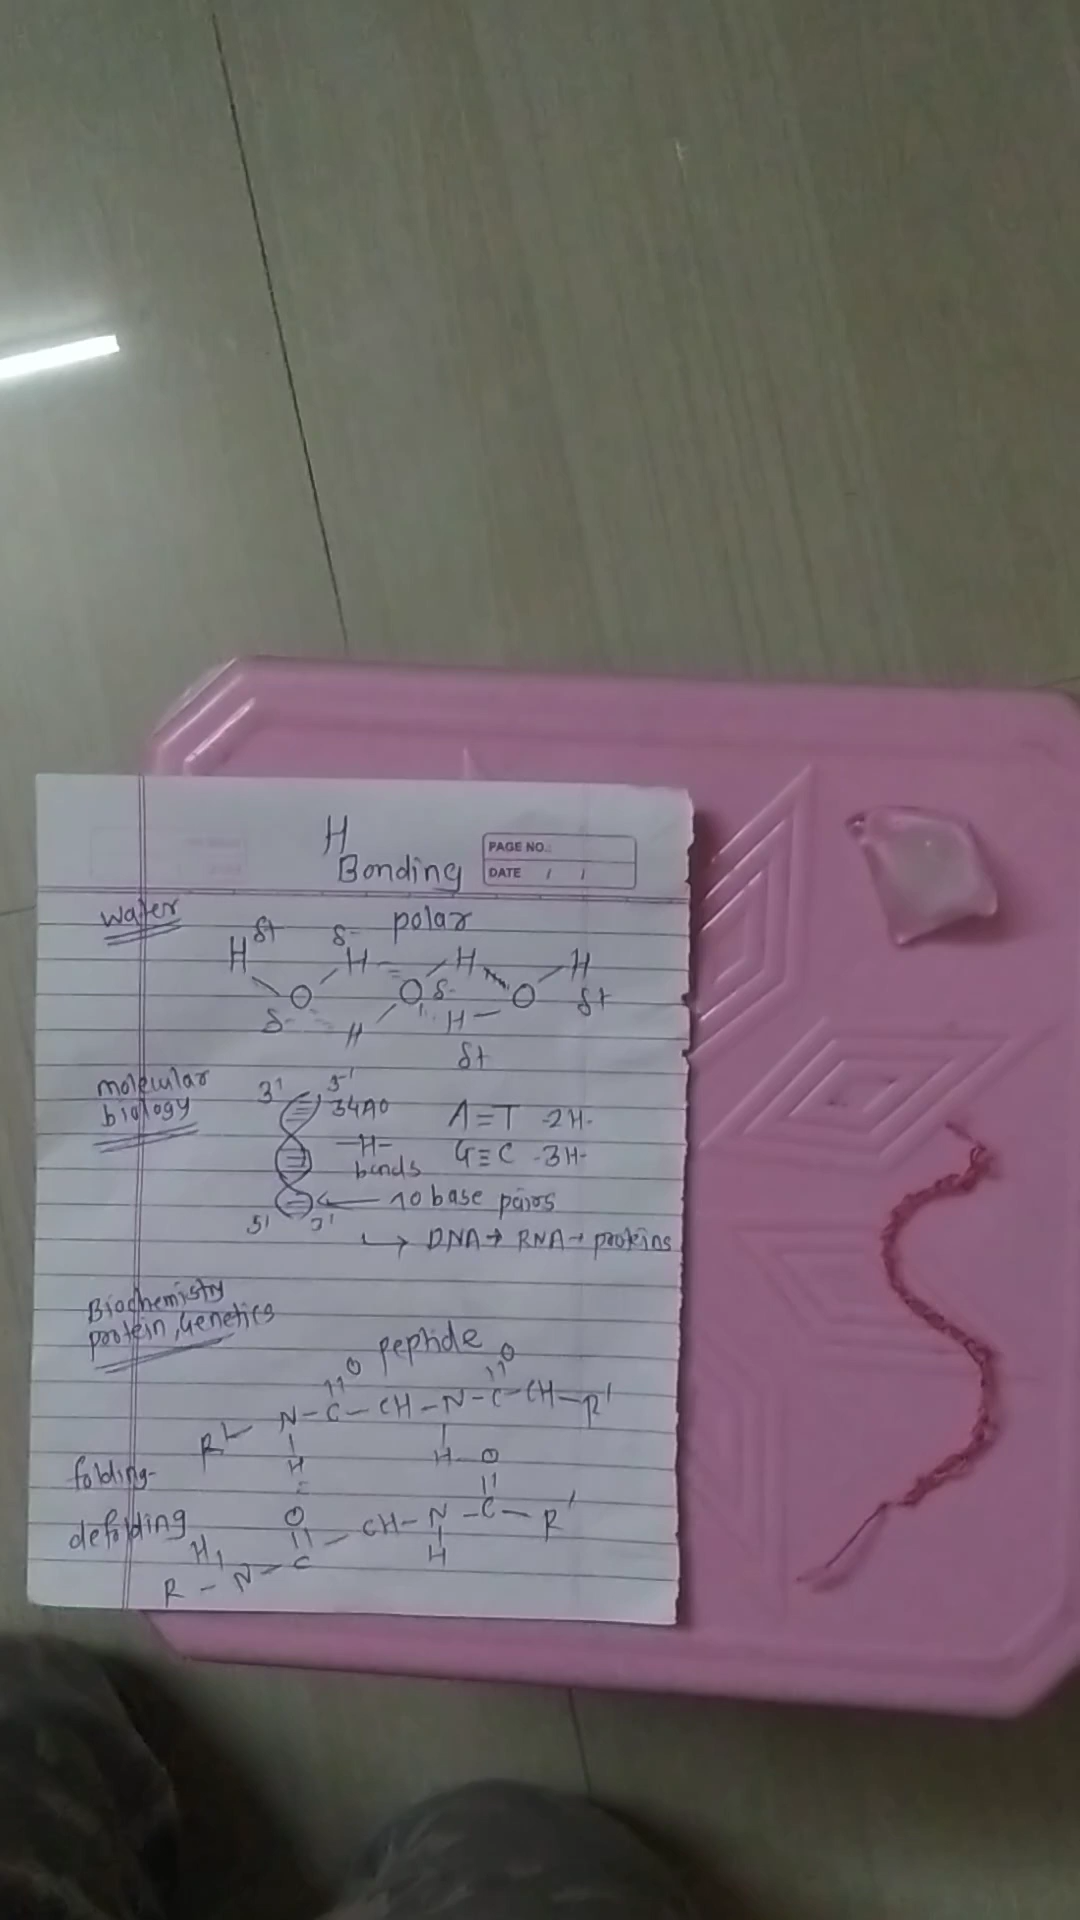 H
Bonding
PAGE NO.:
DATE / /
water
polar
H δ+ δ- H H H
O O δ- O δ+
δ- H H
δ+
molecular
biology
3' 5'
34A0
A=T -2H-
-H-
bonds
G≡C -3H-
10 base pairs
5' 3'
→ DNA → RNA → proteins
Biochemistry
protein, Genetics
peptide
O O
R' - N - C - CH - N - C - CH - R'
H H O
folding-
defolding
O CH - N - C - R'
H H
R - N - C